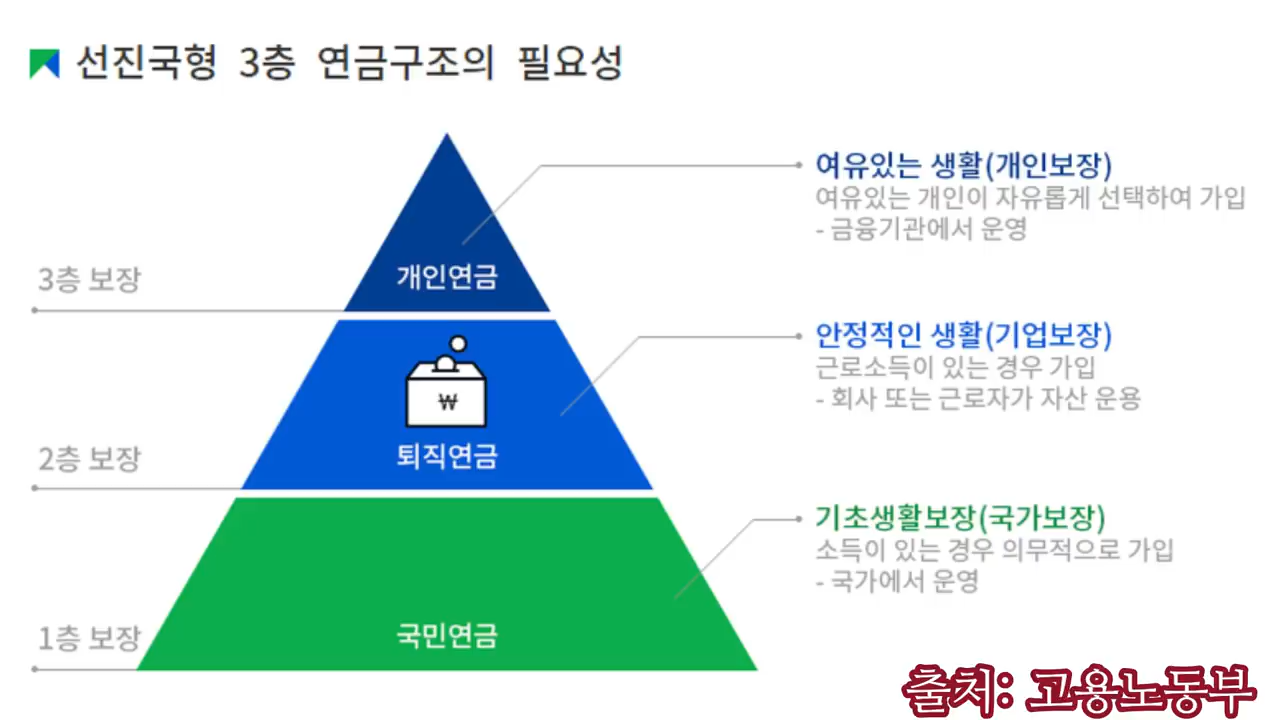 선진국형 3층 연금구조의 필요성
여유있는 생활(개인보장)
여유있는 개인이 자유롭게 선택하여 가입
- 금융기관에서 운영
3층 보장
개인연금
안정적인 생활(기업보장)
근로소득이 있는 경우 가입
- 회사 또는 근로자가 자산 운용
₩
2층 보장
퇴직연금
기초생활보장(국가보장)
소득이 있는 경우 의무적으로 가입
- 국가에서 운영
1층 보장
국민연금
출처: 고용노동부